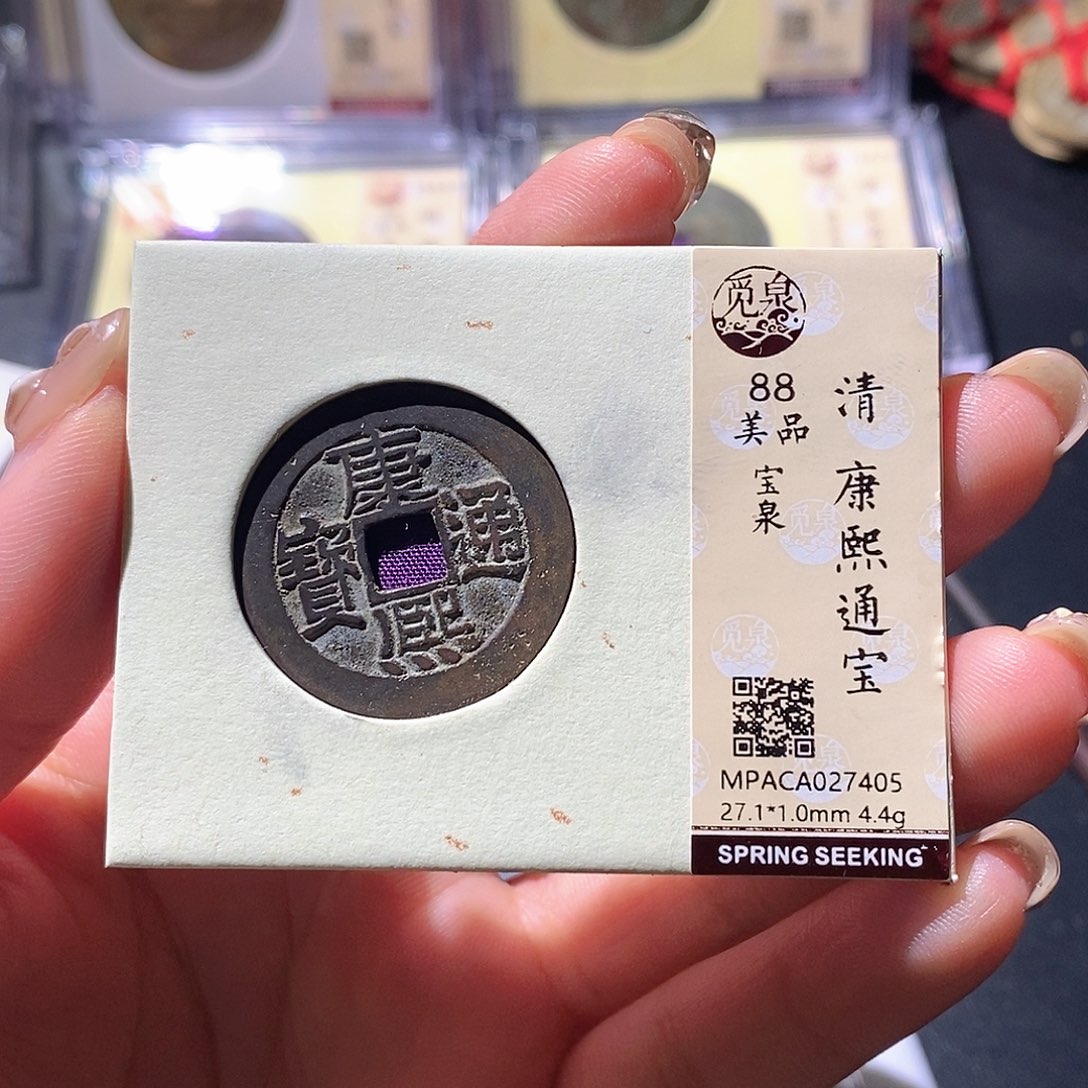 康熙通寳
觅泉
88
美品
宝泉
清 康熙通宝
MPACA027405
27.1*1.0mm 4.4g
SPRING SEEKING